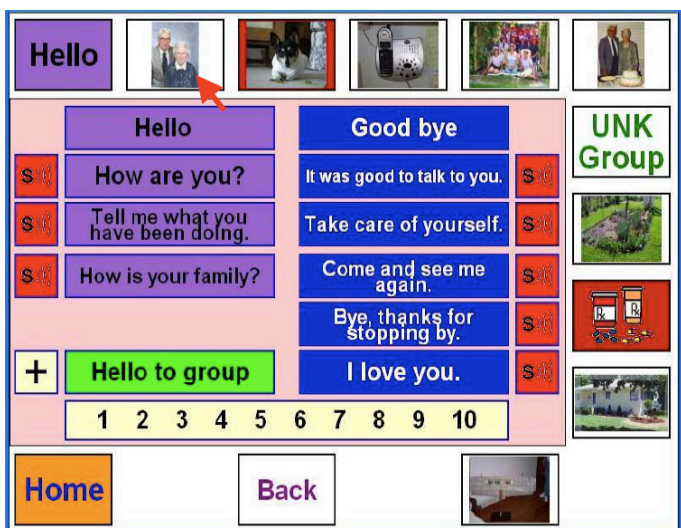 Hello
Hello
Good bye
UNK
Group
S
How are you?
It was good to talk to you.
S
S
Tell me what you
have been doing.
Take care of yourself.
S
S
How is your family?
Come and see me
again.
S
Bye, thanks for
stopping by.
S
+
Hello to group
I love you.
S
1 2 3 4 5 6 7 8 9 10
Rx
Rx
Home
Back